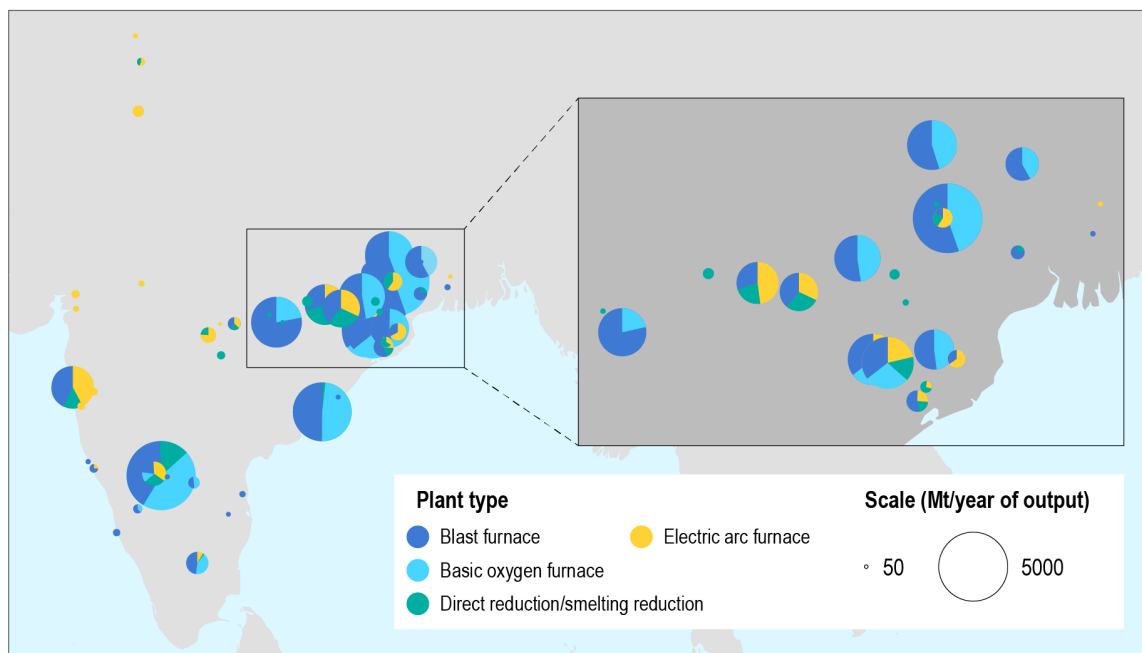 Plant type
Blast furnace
Basic oxygen furnace
Direct reduction/smelting reduction
Electric arc furnace
Scale (Mt/year of output)
50
5000